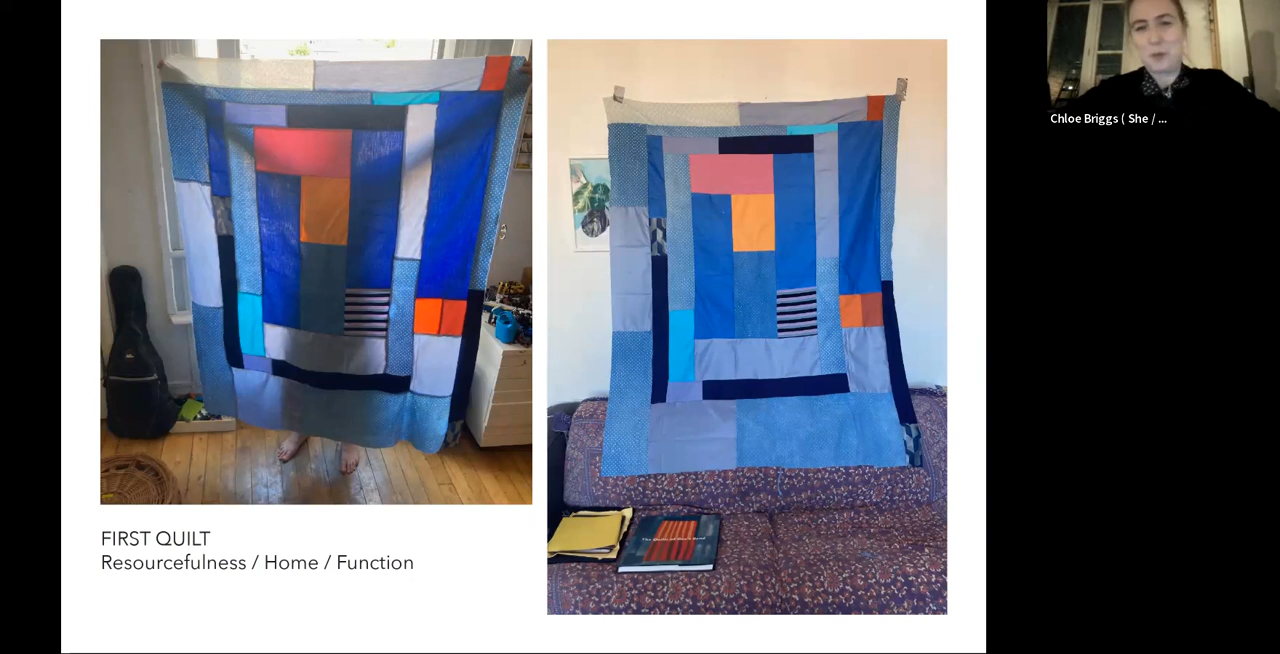 FIRST QUILT
Resourcefulness / Home / Function
Chloe Briggs ( She / ...